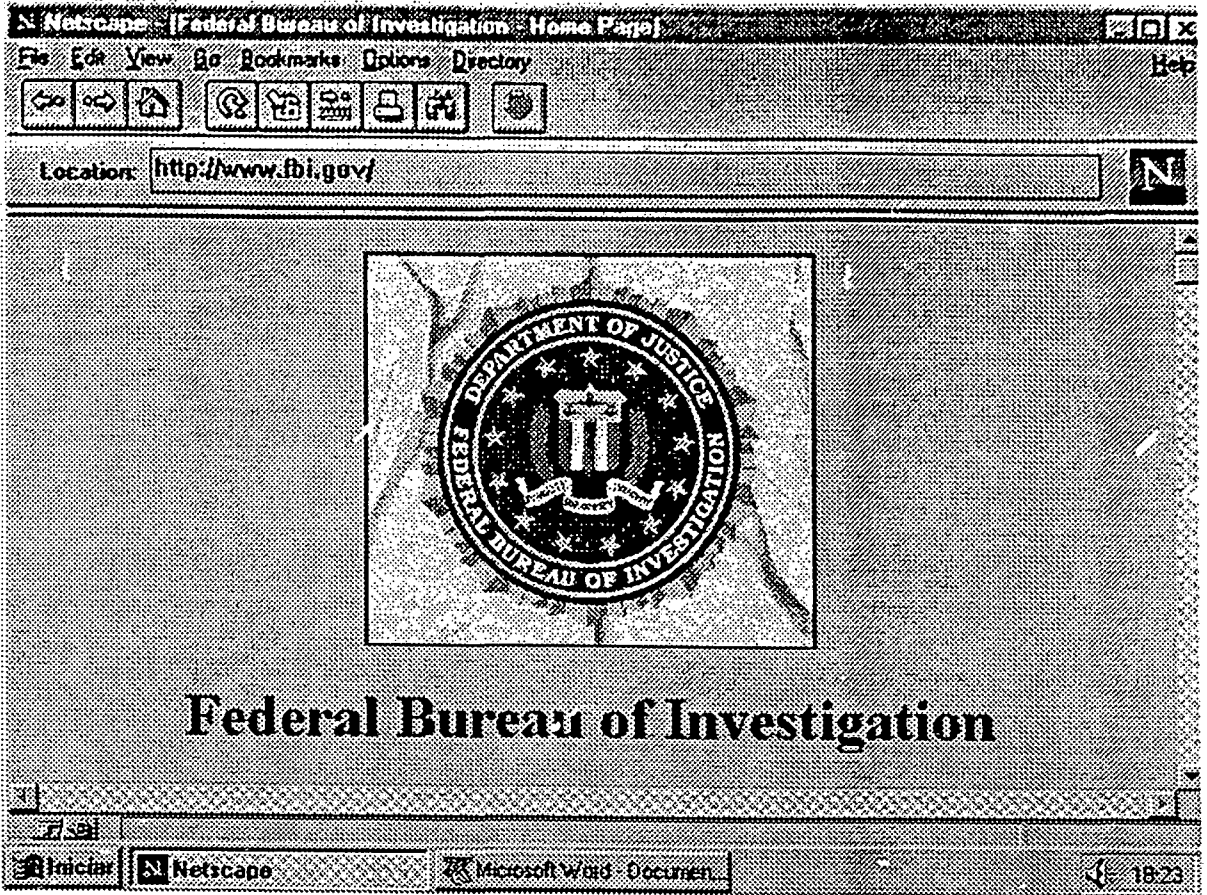 Netscape - [Federal Bureau of Investigation - Home Page]
File Edit View Go Bookmarks Options Directory Help
Location: http://www.fbi.gov/
N
DEPARTMENT OF JUSTICE
FEDERAL BUREAU OF INVESTIGATION
Federal Bureau of Investigation
Iniciar Netscape Microsoft Word - Documen... 18:23